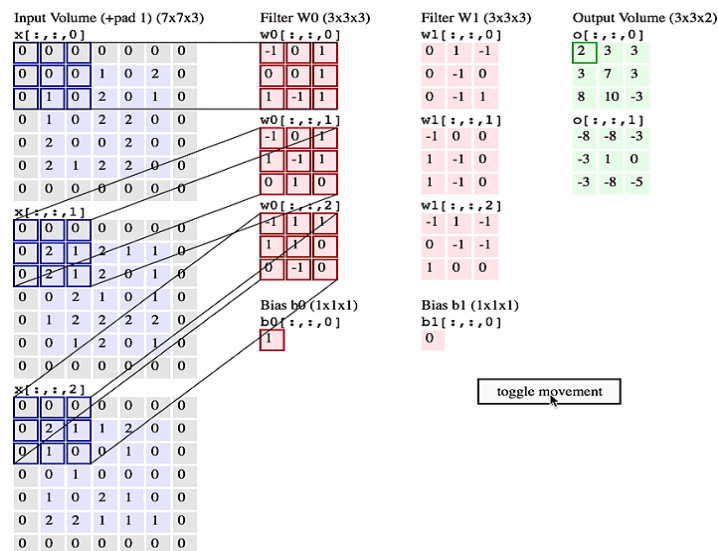 Input Volume (+pad 1) (7x7x3)
x[:,:,0]
0 0 0 0 0 0 0
0 0 0 1 0 2 0
0 1 0 2 0 1 0
0 1 0 2 2 0 0
0 2 0 0 2 0 0
0 2 1 2 2 0 0
0 0 0 0 0 0 0
x[:,:,1]
0 0 0 0 0 0 0
0 2 1 2 1 1 0
0 2 1 2 0 1 0
0 0 2 1 0 1 0
0 1 2 2 2 2 0
0 0 1 2 0 1 0
0 0 0 0 0 0 0
x[:,:,2]
0 0 0 0 0 0 0
0 2 1 1 2 0 0
0 1 0 0 1 0 0
0 0 1 0 0 0 0
0 1 0 2 1 0 0
0 2 2 1 1 1 0
0 0 0 0 0 0 0
Filter W0 (3x3x3)
w0[:,:,0]
-1 0 1
0 0 1
1 -1 1
w0[:,:,1]
-1 0 1
1 -1 1
0 1 0
w0[:,:,2]
-1 1 1
1 1 0
0 -1 0
Bias b0 (1x1x1)
b0[:,:,0]
1
Filter W1 (3x3x3)
w1[:,:,0]
0 1 -1
0 -1 0
0 -1 1
w1[:,:,1]
-1 0 0
1 -1 0
1 -1 0
w1[:,:,2]
-1 1 -1
0 -1 -1
1 0 0
Bias b1 (1x1x1)
b1[:,:,0]
0
Output Volume (3x3x2)
o[:,:,0]
2 3 3
3 7 3
8 10 -3
o[:,:,1]
-8 -8 -3
-3 1 0
-3 -8 -5
toggle movement